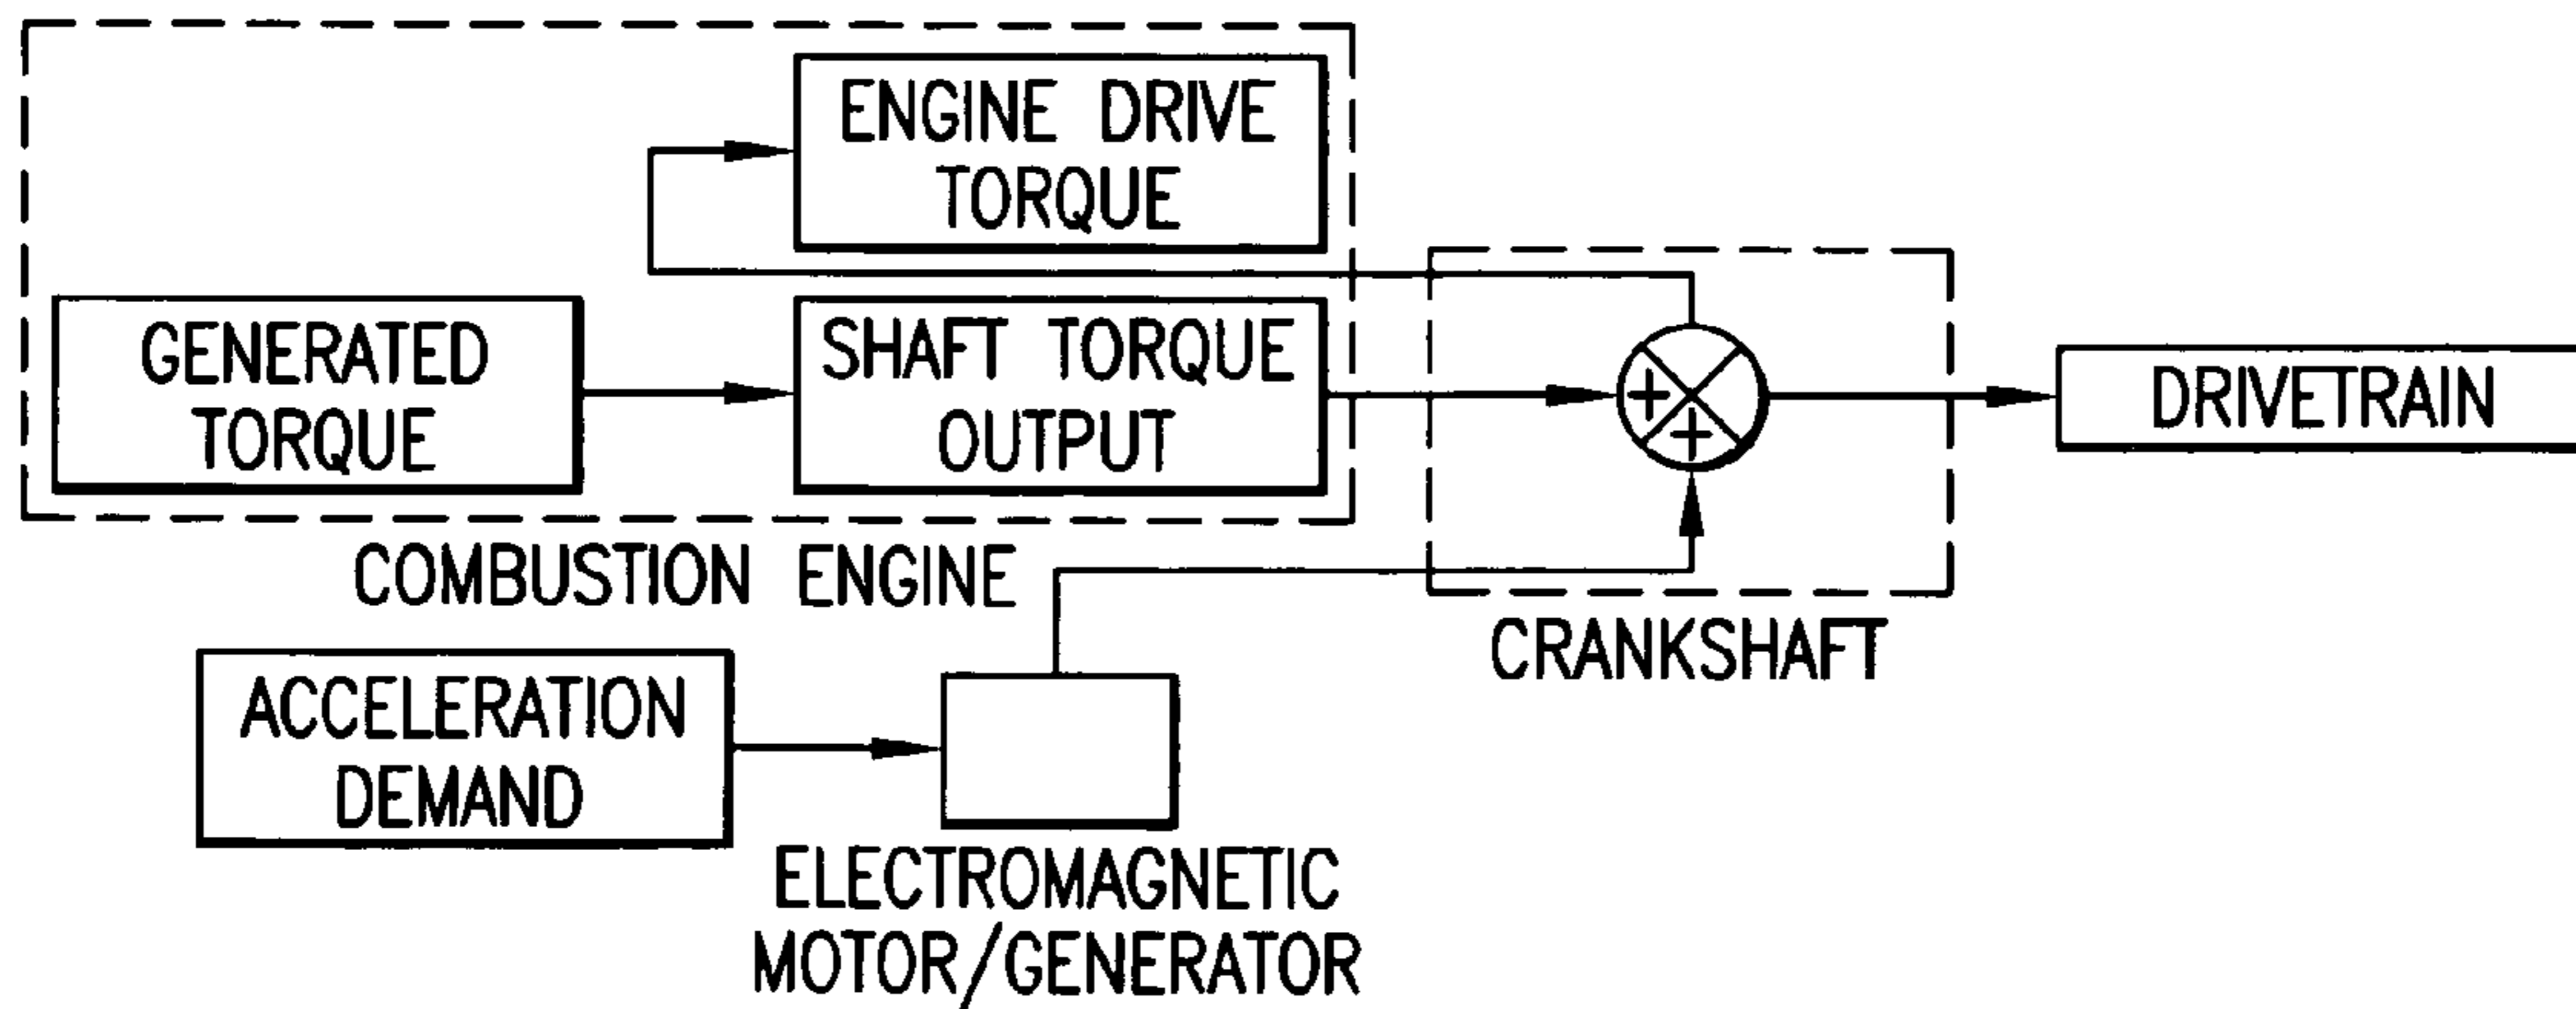 ENGINE DRIVE
TORQUE
GENERATED
TORQUE
SHAFT TORQUE
OUTPUT
+
+
DRIVETRAIN
COMBUSTION ENGINE
CRANKSHAFT
ACCELERATION
DEMAND
ELECTROMAGNETIC
MOTOR/GENERATOR